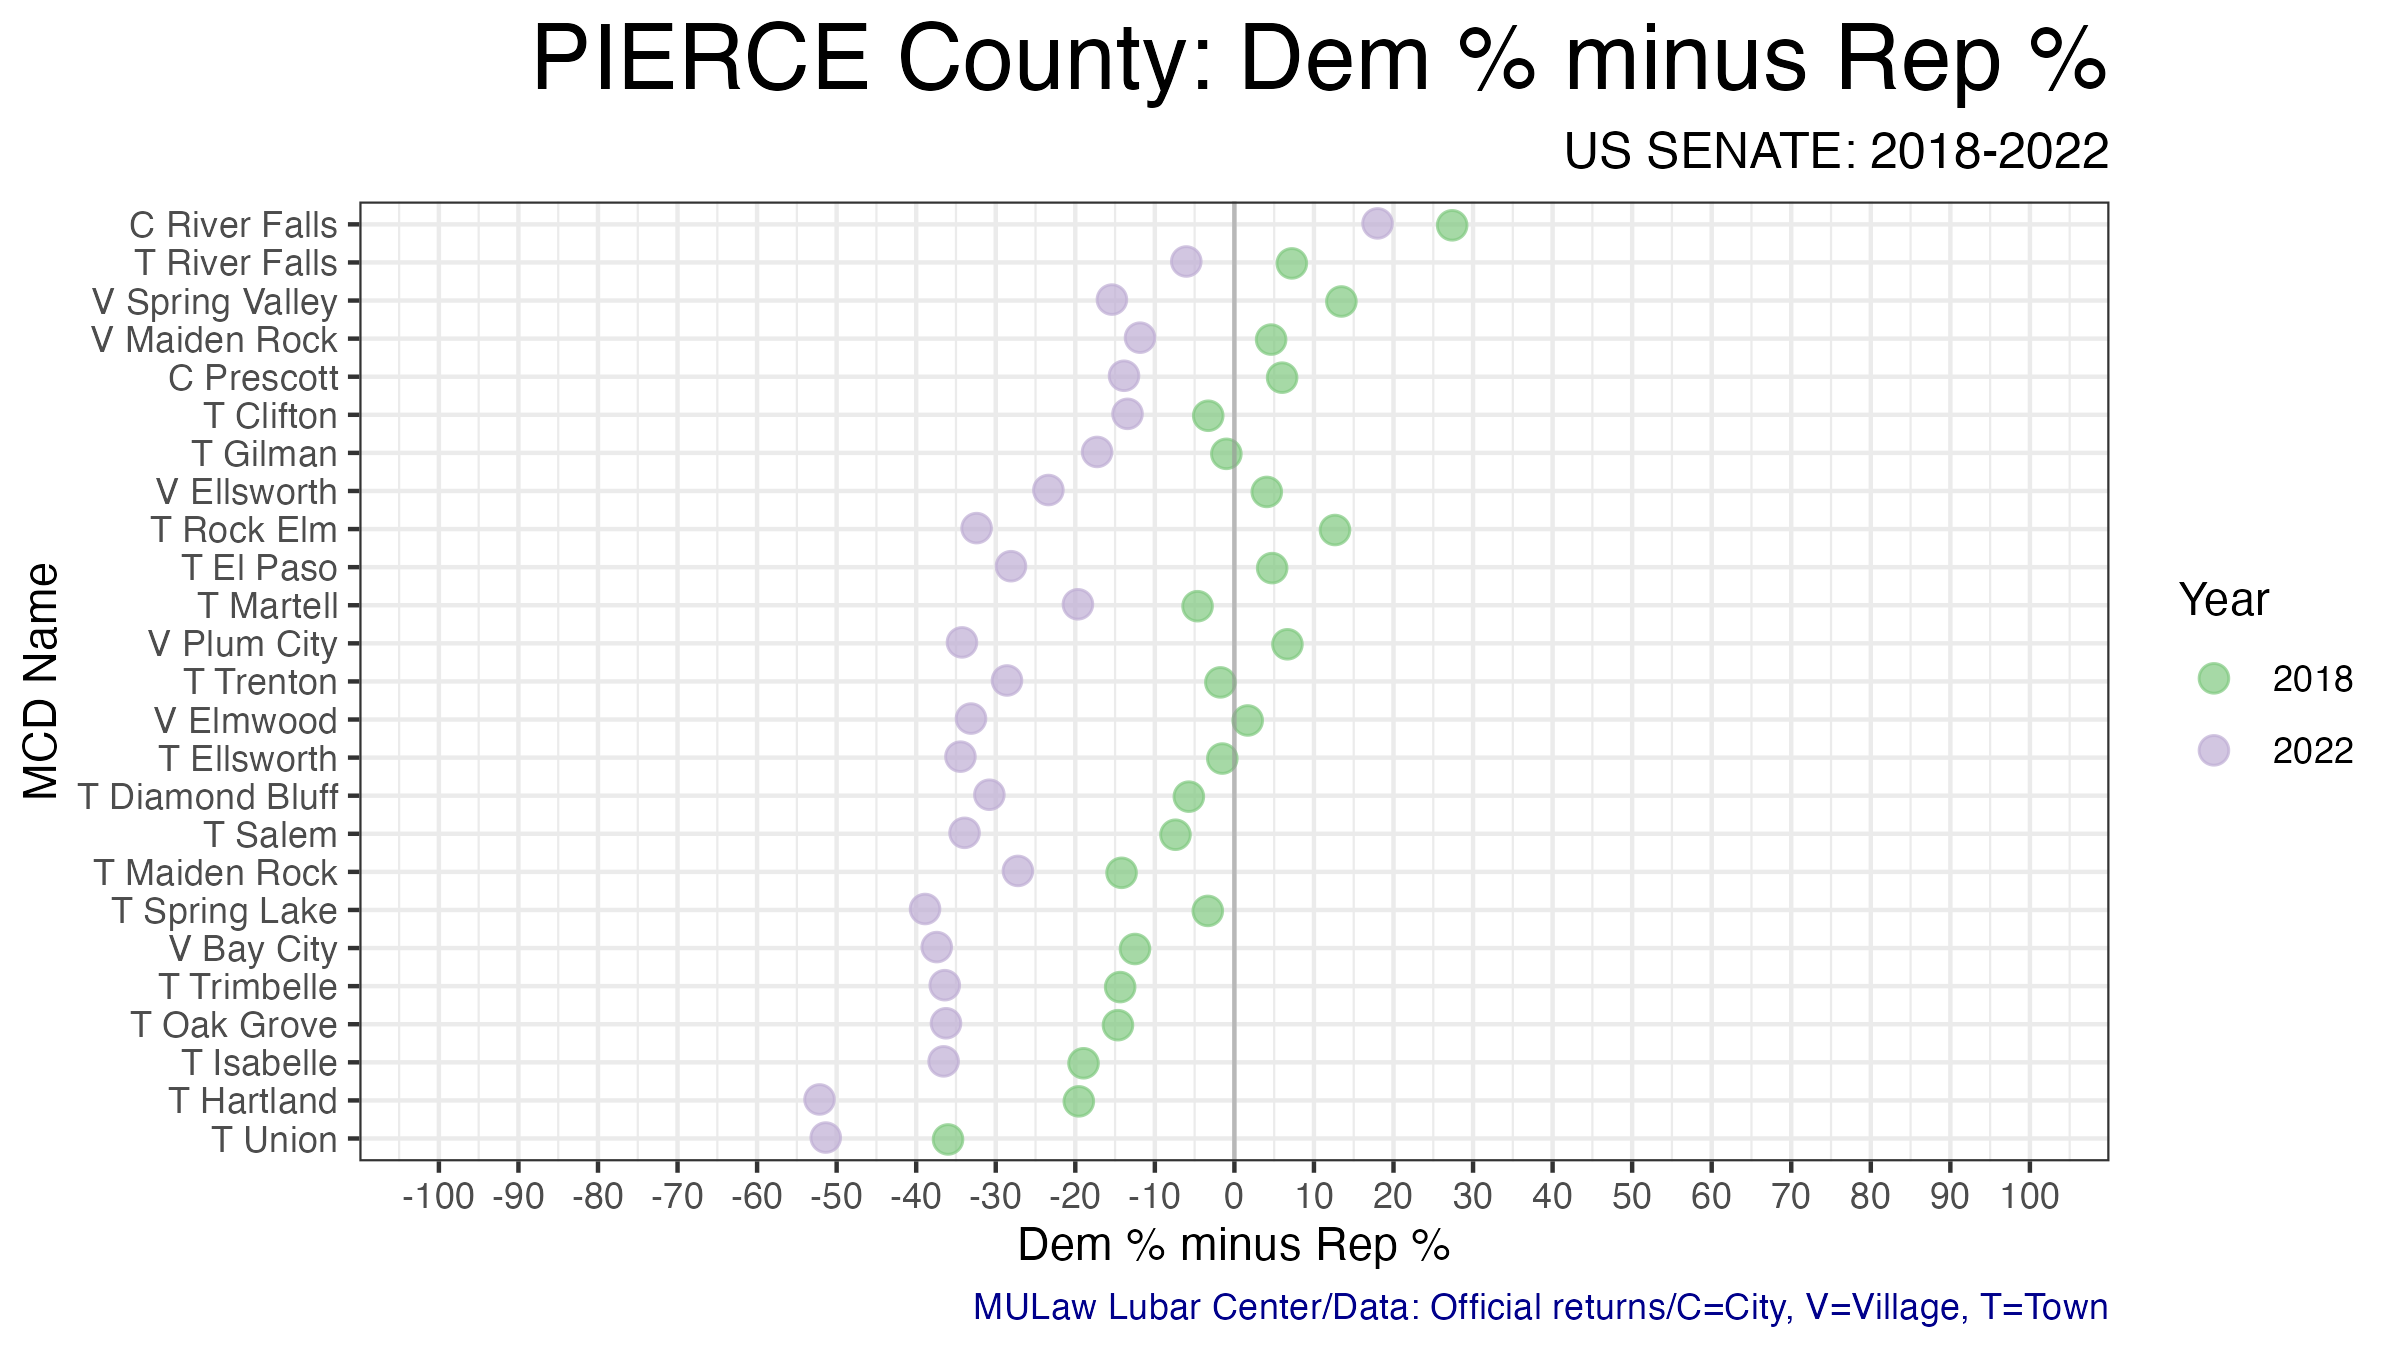 PIERCE County: Dem % minus Rep %
US SENATE: 2018-2022
MCD Name
C River Falls
T River Falls
V Spring Valley
V Maiden Rock
C Prescott
T Clifton
T Gilman
V Ellsworth
T Rock Elm
T El Paso
T Martell
V Plum City
T Trenton
V Elmwood
T Ellsworth
T Diamond Bluff
T Salem
T Maiden Rock
T Spring Lake
V Bay City
T Trimbelle
T Oak Grove
T Isabelle
T Hartland
T Union
-100 -90 -80 -70 -60 -50 -40 -30 -20 -10 0 10 20 30 40 50 60 70 80 90 100
Dem % minus Rep %
Year
2018
2022
MULaw Lubar Center/Data: Official returns/C=City, V=Village, T=Town